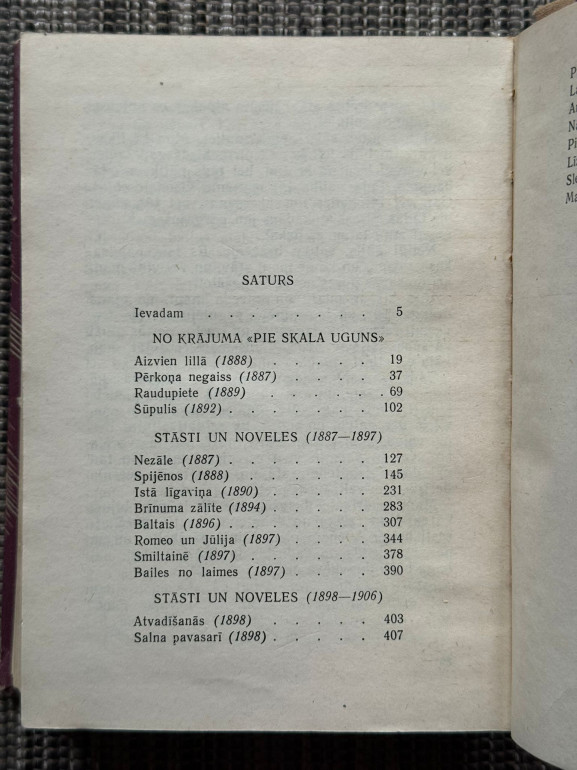 SATURS
Ievadam . . . . . . . . 5
NO KRĀJUMA «PIE SKALA UGUNS»
Aizvien lillā (1888) . . . . . 19
Pērkoņa negaiss (1887) . . . . 37
Raudupiete (1889) . . . . . . 69
Šūpulis (1892) . . . . . . . 102
STĀSTI UN NOVELES (1887—1897)
Nezāle (1887) . . . . . . . 127
Spijēnos (1888) . . . . . . 145
Istā līgaviņa (1890) . . . . . 231
Brīnuma zālīte (1894) . . . . . 283
Baltais (1896) . . . . . . . 307
Romeo un Jūlija (1897) . . . . 344
Smiltainē (1897) . . . . . . 378
Bailes no laimes (1897) . . . . 390
STĀSTI UN NOVELES (1898—1906)
Atvadīšanās (1898) . . . . . 403
Salna pavasarī (1898) . . . . . 407